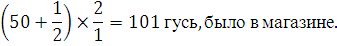 (50 + 1/2) × 2/1 = 101 гусь, было в магазине.